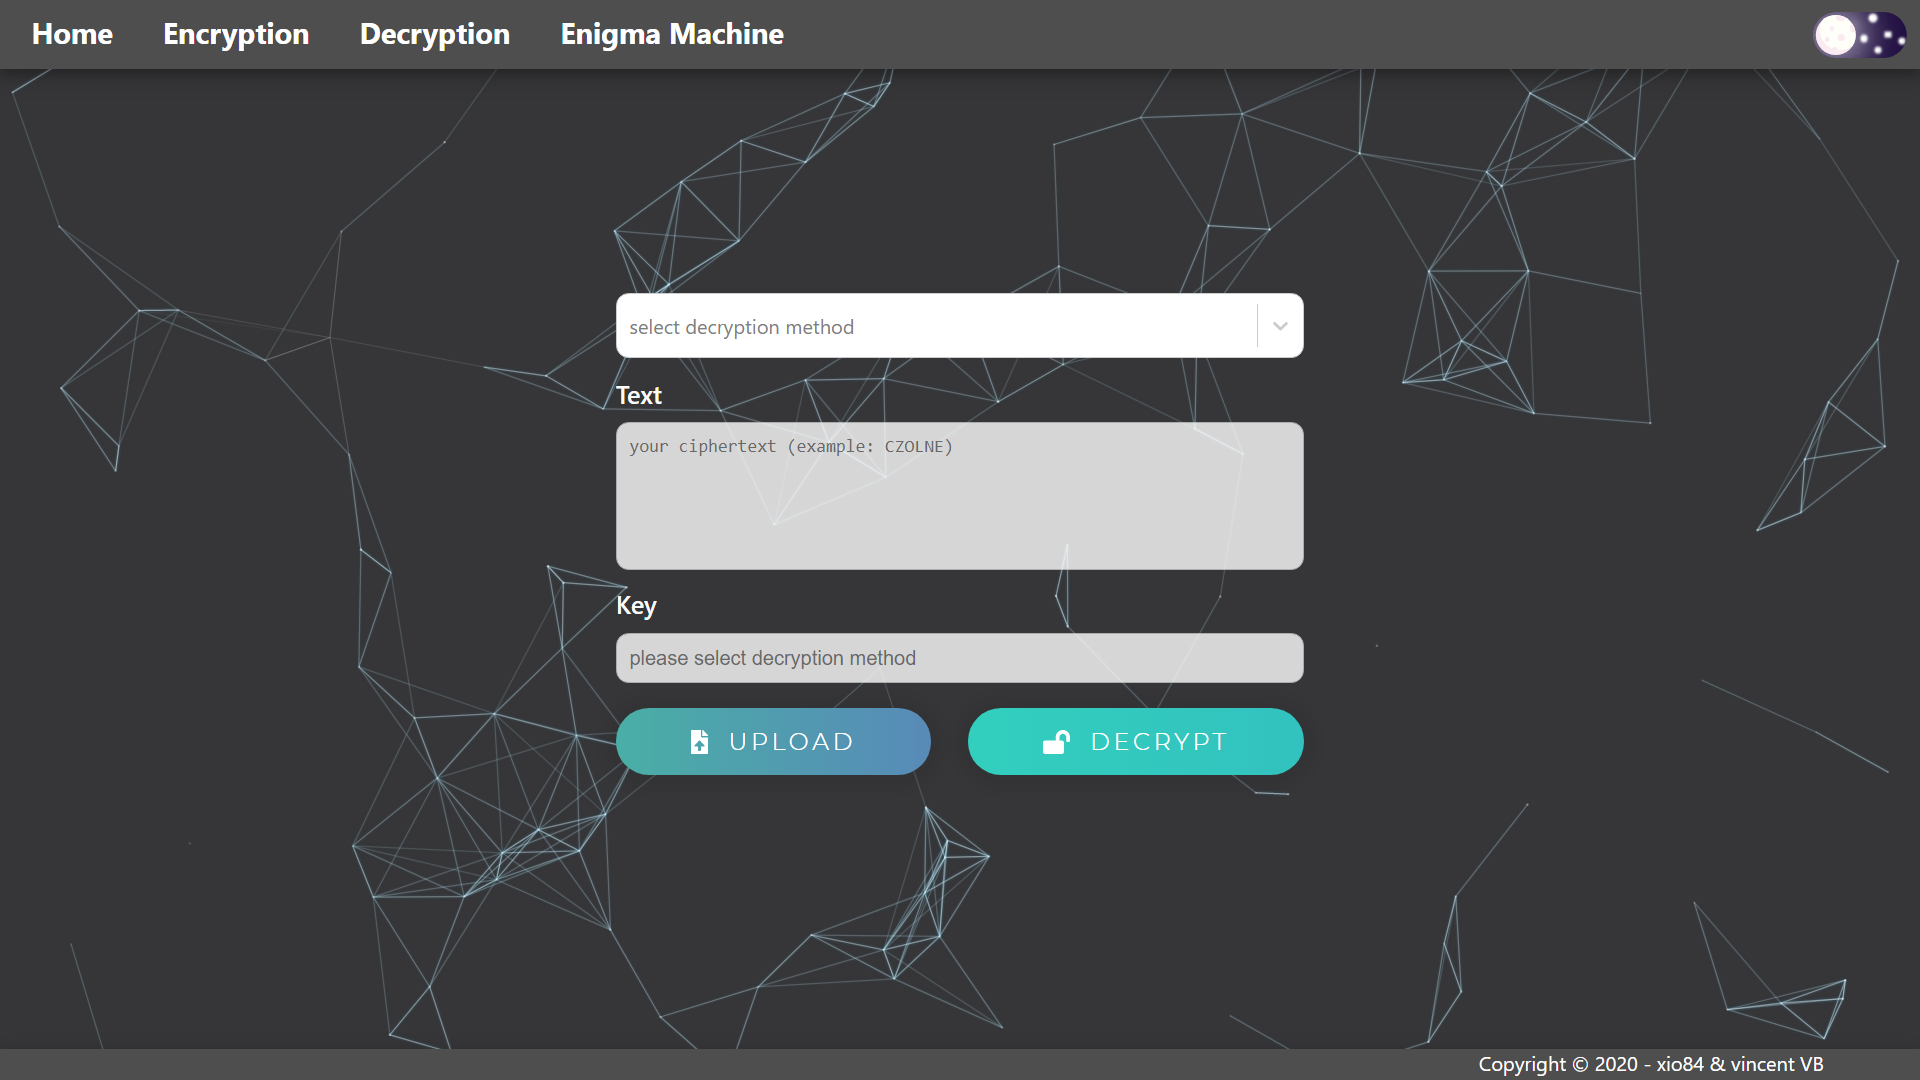 Home Encryption Decryption Enigma Machine
select decryption method
Text
your ciphertext (example: CZOLNE)
Key
please select decryption method
UPLOAD DECRYPT
Copyright © 2020 - xio84 & vincent VB